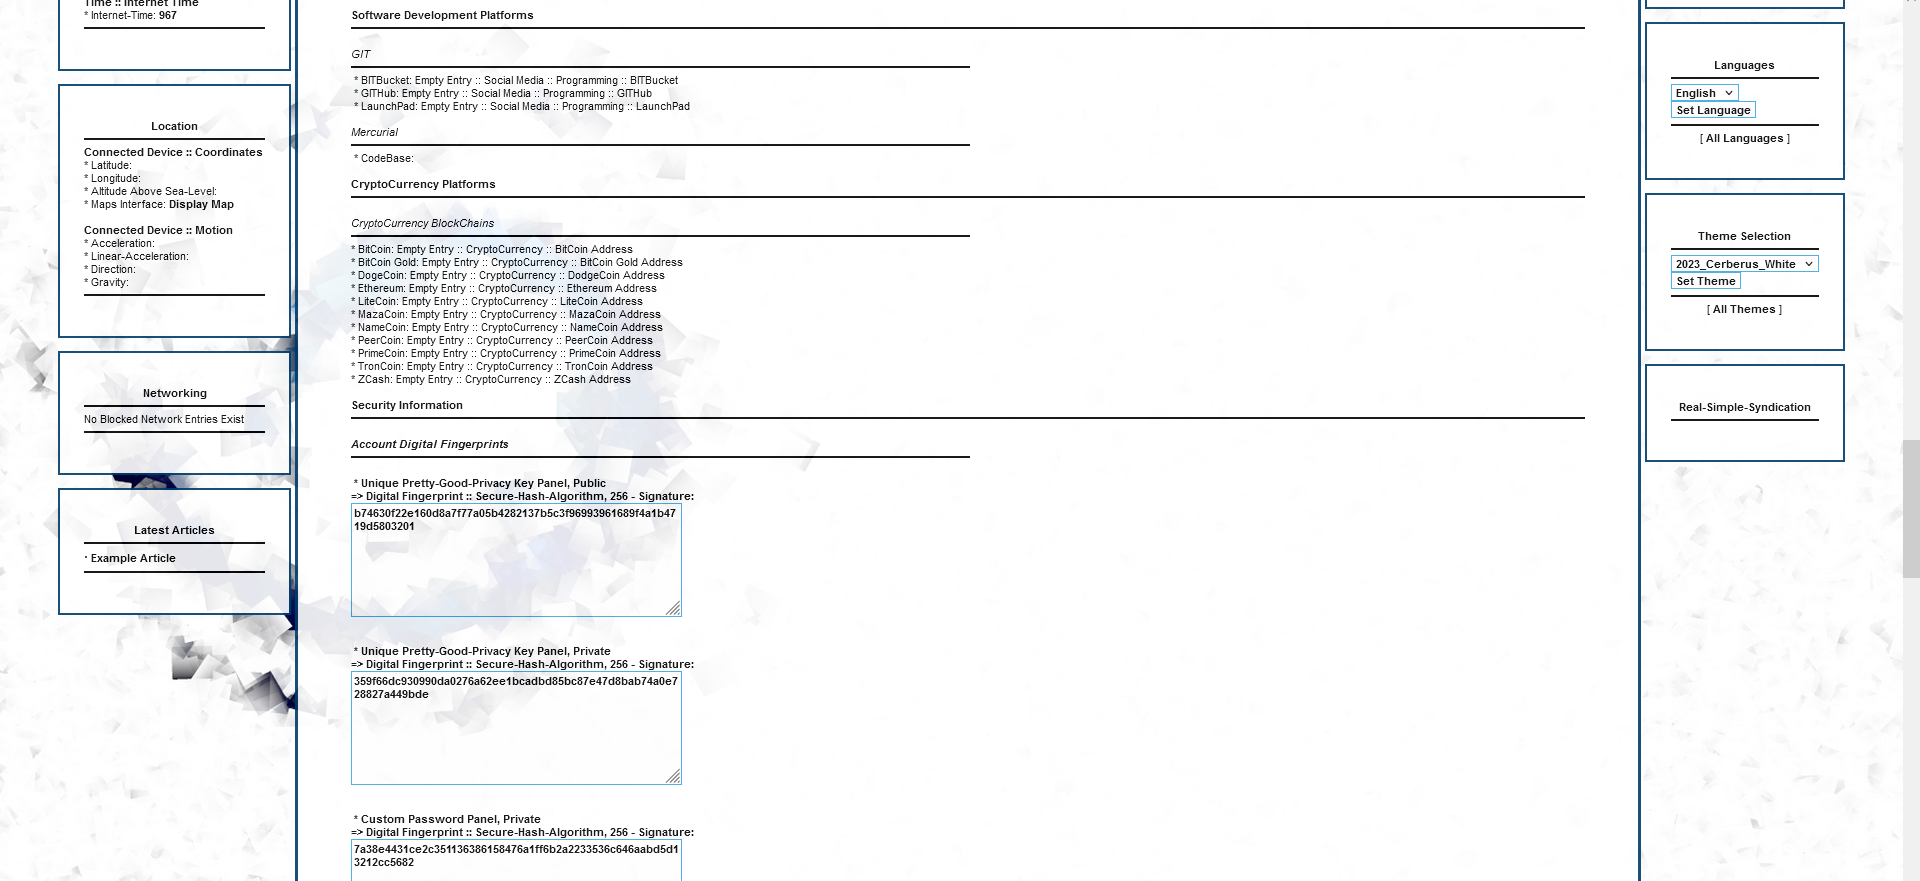 Time :: Internet Time
* Internet-Time: 967
Location
Connected Device :: Coordinates
* Latitude:
* Longitude:
* Altitude Above Sea-Level:
* Maps Interface: Display Map
Connected Device :: Motion
* Acceleration:
* Linear-Acceleration:
* Direction:
* Gravity:
Networking
No Blocked Network Entries Exist
Latest Articles
· Example Article
Software Development Platforms
GIT
* BITBucket: Empty Entry :: Social Media :: Programming :: BITBucket
* GITHub: Empty Entry :: Social Media :: Programming :: GITHub
* LaunchPad: Empty Entry :: Social Media :: Programming :: LaunchPad
Mercurial
* CodeBase:
CryptoCurrency Platforms
CryptoCurrency BlockChains
* BitCoin: Empty Entry :: CryptoCurrency :: BitCoin Address
* BitCoin Gold: Empty Entry :: CryptoCurrency :: BitCoin Gold Address
* DogeCoin: Empty Entry :: CryptoCurrency :: DodgeCoin Address
* Ethereum: Empty Entry :: CryptoCurrency :: Ethereum Address
* LiteCoin: Empty Entry :: CryptoCurrency :: LiteCoin Address
* MazaCoin: Empty Entry :: CryptoCurrency :: MazaCoin Address
* NameCoin: Empty Entry :: CryptoCurrency :: NameCoin Address
* PeerCoin: Empty Entry :: CryptoCurrency :: PeerCoin Address
* PrimeCoin: Empty Entry :: CryptoCurrency :: PrimeCoin Address
* TronCoin: Empty Entry :: CryptoCurrency :: TronCoin Address
* ZCash: Empty Entry :: CryptoCurrency :: ZCash Address
Security Information
Account Digital Fingerprints
* Unique Pretty-Good-Privacy Key Panel, Public
=> Digital Fingerprint :: Secure-Hash-Algorithm, 256 - Signature:
b74630f22e160d8a7f77a05b4282137b5c3f96993961689f4a1b47
19d5803201
* Unique Pretty-Good-Privacy Key Panel, Private
=> Digital Fingerprint :: Secure-Hash-Algorithm, 256 - Signature:
359f66dc930990da0276a62ee1bcadbd85bc87e47d8bab74a0e7
28827a449bde
* Custom Password Panel, Private
=> Digital Fingerprint :: Secure-Hash-Algorithm, 256 - Signature:
7a38e4431ce2c351136386158476a1ff6b2a2233536c646aabd5d1
3212cc5682
Languages
English
Set Language
[ All Languages ]
Theme Selection
2023_Cerberus_White
Set Theme
[ All Themes ]
Real-Simple-Syndication